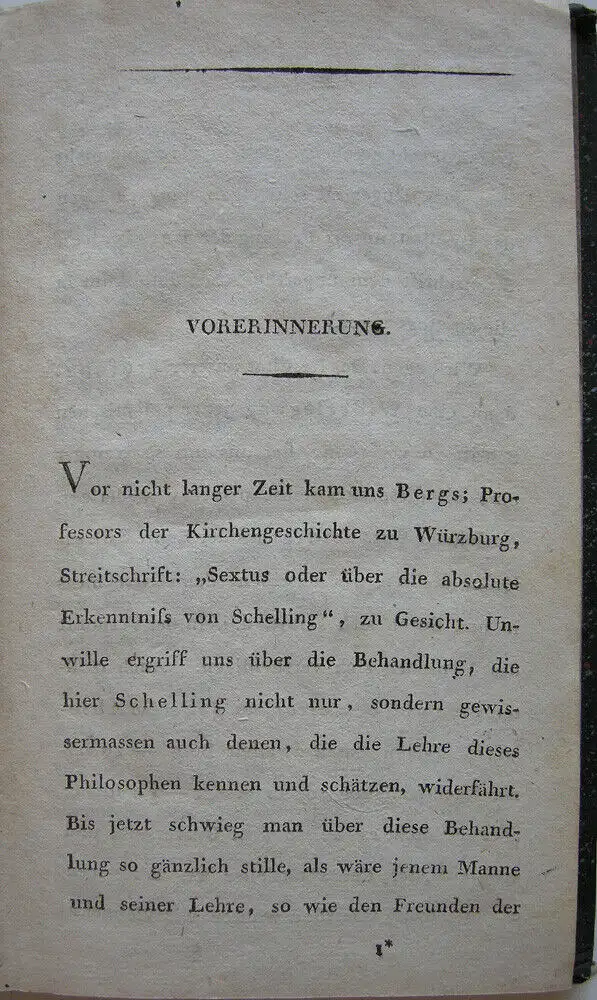 VORERINNERUNG.
Vor nicht langer Zeit kam uns Bergs; Pro-
fessors der Kirchengeschichte zu Würzburg,
Streitschrift: „Sextus oder über die absolute
Erkenntniſs von Schelling“, zu Gesicht. Un-
wille ergriff uns über die Behandlung, die
hier Schelling nicht nur, sondern gewis-
sermassen auch denen, die die Lehre dieses
Philosophen kennen und schätzen, widerfährt.
Bis jetzt schwieg man über diese Behand-
lung so gänzlich stille, als wäre jenem Manne
und seiner Lehre, so wie den Freunden der
1*